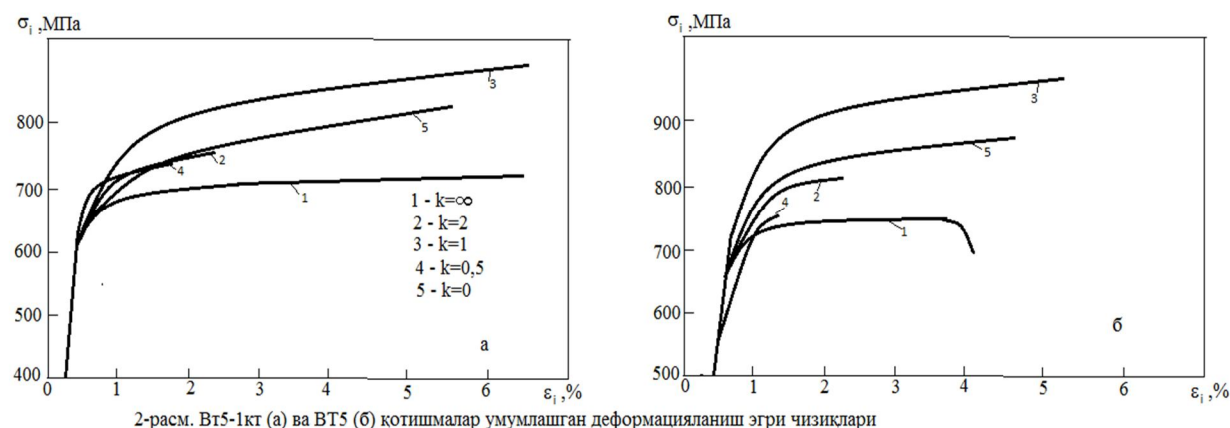 σi ,МПа
800
700
600
500
400
0
1
2
3
4
5
6
εi ,%
3
5
4
2
1
1 - k=∞
2 - k=2
3 - k=1
4 - k=0,5
5 - k=0
а
σi ,МПа
900
800
700
600
500
0
1
2
3
4
5
εi ,%
3
5
2
4
1
б
2-расм. Вт5-1кт (а) ва ВТ5 (б) қотишмалар умумлашган деформацияланиш эгри чизиқлари